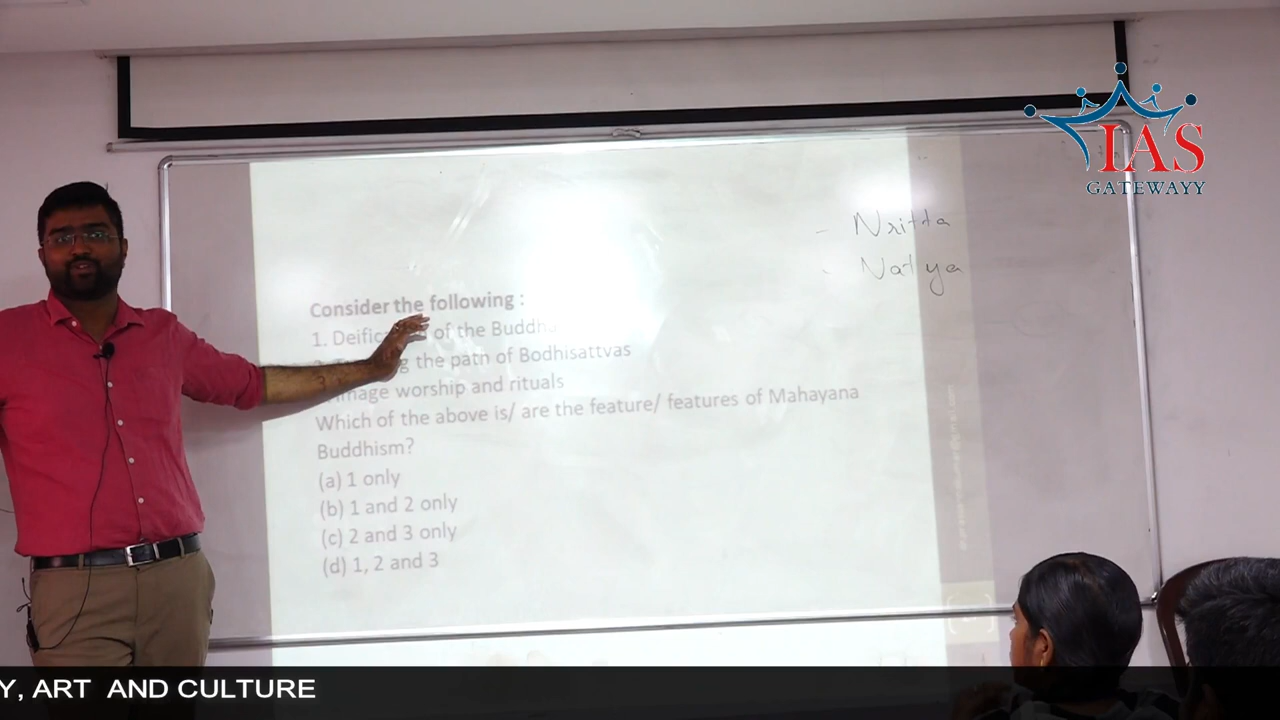 IAS
GATEWAYY
Nritta
Natya
Consider the following :
1. of the Buddha
the path of Bodhisattvas
Image worship and rituals
Which of the above is/ are the feature/ features of Mahayana
Buddhism?
(a) 1 only
(b) 1 and 2 only
(c) 2 and 3 only
(d) 1, 2 and 3
Y, ART AND CULTURE